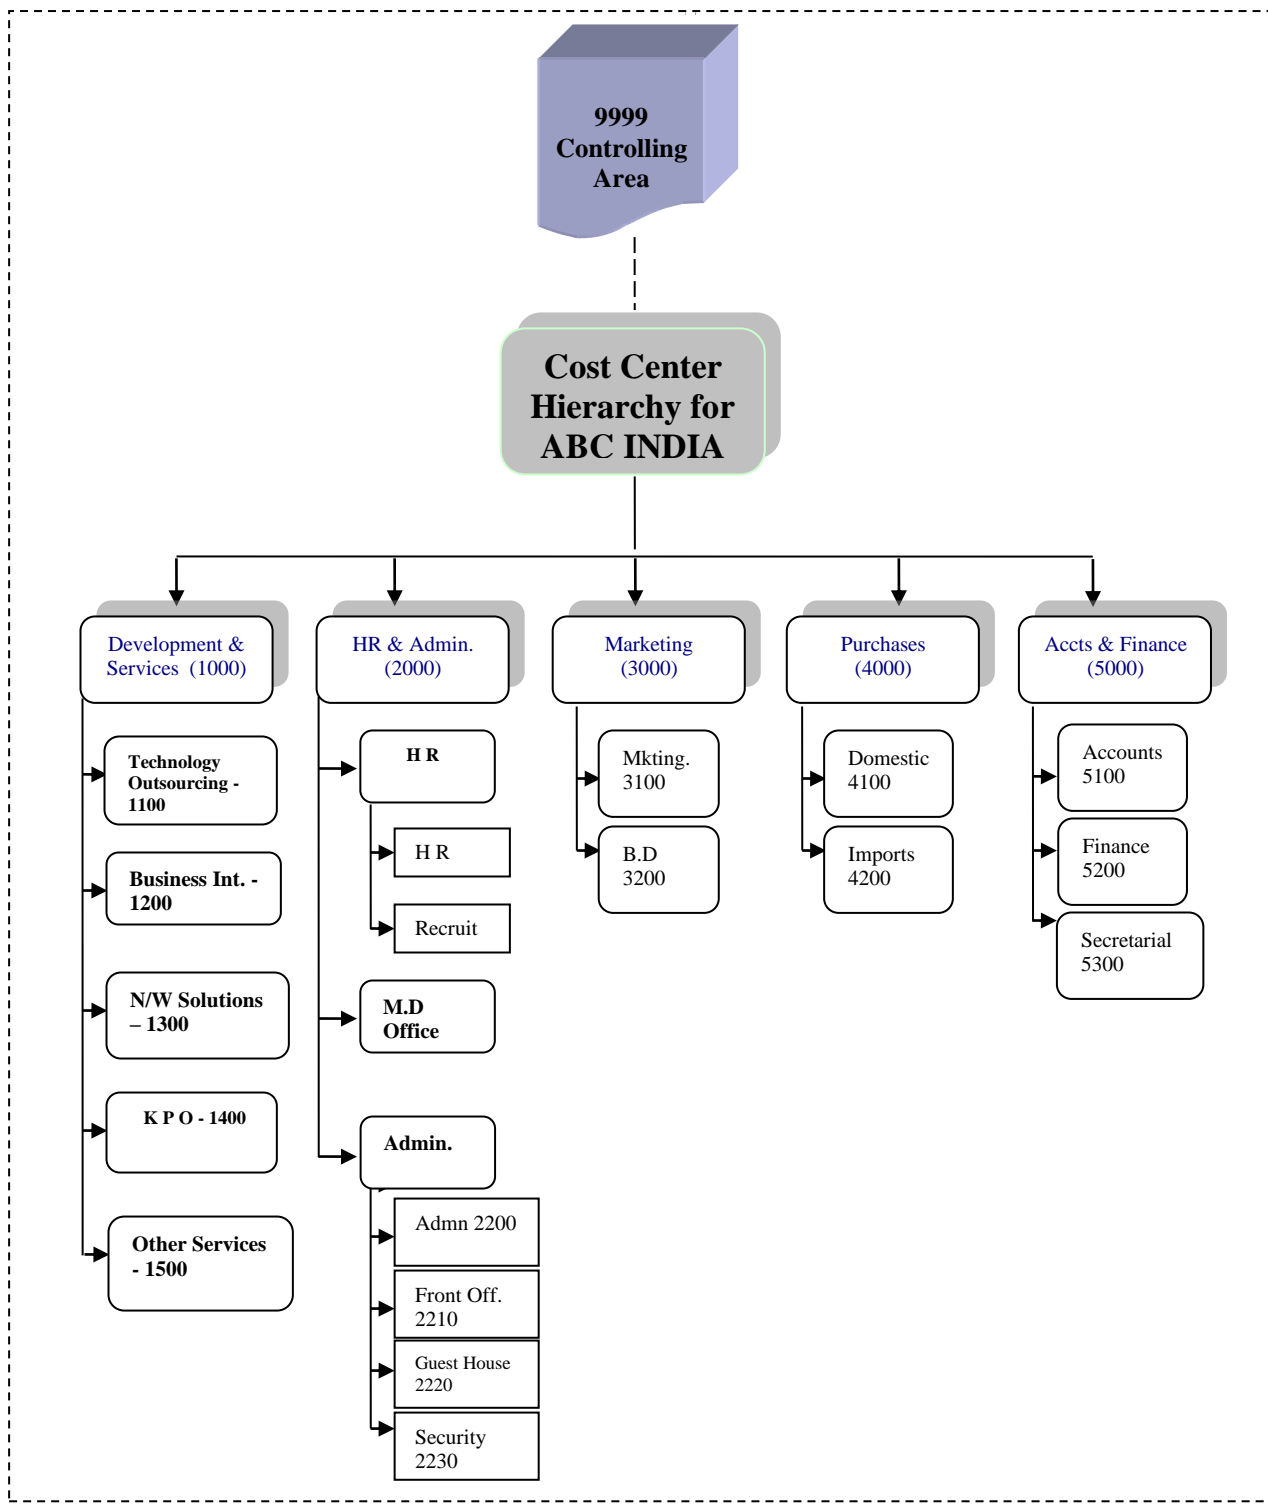 9999
Controlling
Area
Cost Center
Hierarchy for
ABC INDIA
Development &
Services (1000)
HR & Admin.
(2000)
Marketing
(3000)
Purchases
(4000)
Accts & Finance
(5000)
Technology
Outsourcing -
1100
Business Int. -
1200
N/W Solutions
– 1300
K P O - 1400
Other Services
- 1500
H R
H R
Recruit
M.D
Office
Admin.
Admn 2200
Front Off.
2210
Guest House
2220
Security
2230
Mkting.
3100
B.D
3200
Domestic
4100
Imports
4200
Accounts
5100
Finance
5200
Secretarial
5300